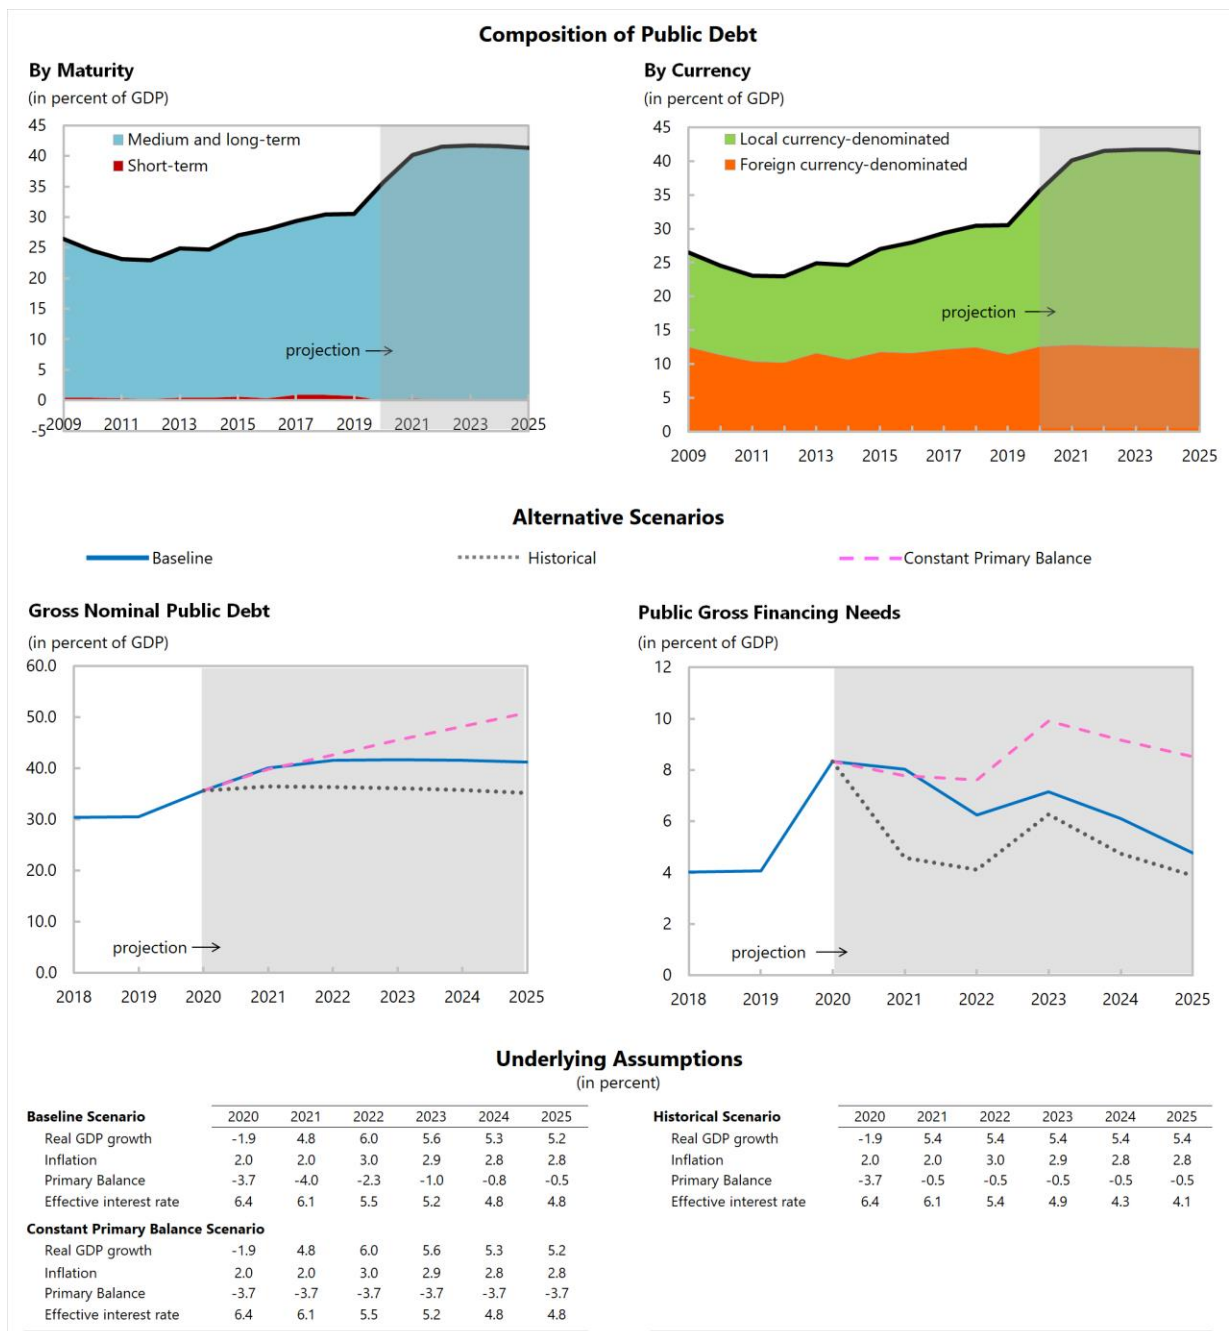 Composition of Public Debt
By Maturity
(in percent of GDP)
45
40
35
30
25
20
15
10
5
0
-5
Medium and long-term
Short-term
projection
2009 2011 2013 2015 2017 2019 2021 2023 2025
By Currency
(in percent of GDP)
45
40
35
30
25
20
15
10
5
0
Local currency-denominated
Foreign currency-denominated
projection
2009 2011 2013 2015 2017 2019 2021 2023 2025
Alternative Scenarios
Baseline Historical Constant Primary Balance
Gross Nominal Public Debt
(in percent of GDP)
60.0
50.0
40.0
30.0
20.0
10.0
0.0
projection
2018 2019 2020 2021 2022 2023 2024 2025
Public Gross Financing Needs
(in percent of GDP)
12
10
8
6
4
2
0
projection
2018 2019 2020 2021 2022 2023 2024 2025
Underlying Assumptions
(in percent)
Baseline Scenario 2020 2021 2022 2023 2024 2025
Real GDP growth -1.9 4.8 6.0 5.6 5.3 5.2
Inflation 2.0 2.0 3.0 2.9 2.8 2.8
Primary Balance -3.7 -4.0 -2.3 -1.0 -0.8 -0.5
Effective interest rate 6.4 6.1 5.5 5.2 4.8 4.8
Constant Primary Balance Scenario
Real GDP growth -1.9 4.8 6.0 5.6 5.3 5.2
Inflation 2.0 2.0 3.0 2.9 2.8 2.8
Primary Balance -3.7 -3.7 -3.7 -3.7 -3.7 -3.7
Effective interest rate 6.4 6.1 5.5 5.2 4.8 4.8
Historical Scenario 2020 2021 2022 2023 2024 2025
Real GDP growth -1.9 5.4 5.4 5.4 5.4 5.4
Inflation 2.0 2.0 3.0 2.9 2.8 2.8
Primary Balance -3.7 -0.5 -0.5 -0.5 -0.5 -0.5
Effective interest rate 6.4 6.1 5.4 4.9 4.3 4.1